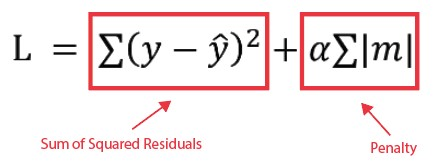 L = ∑(y − ŷ)² + α∑|m|
Sum of Squared Residuals
Penalty